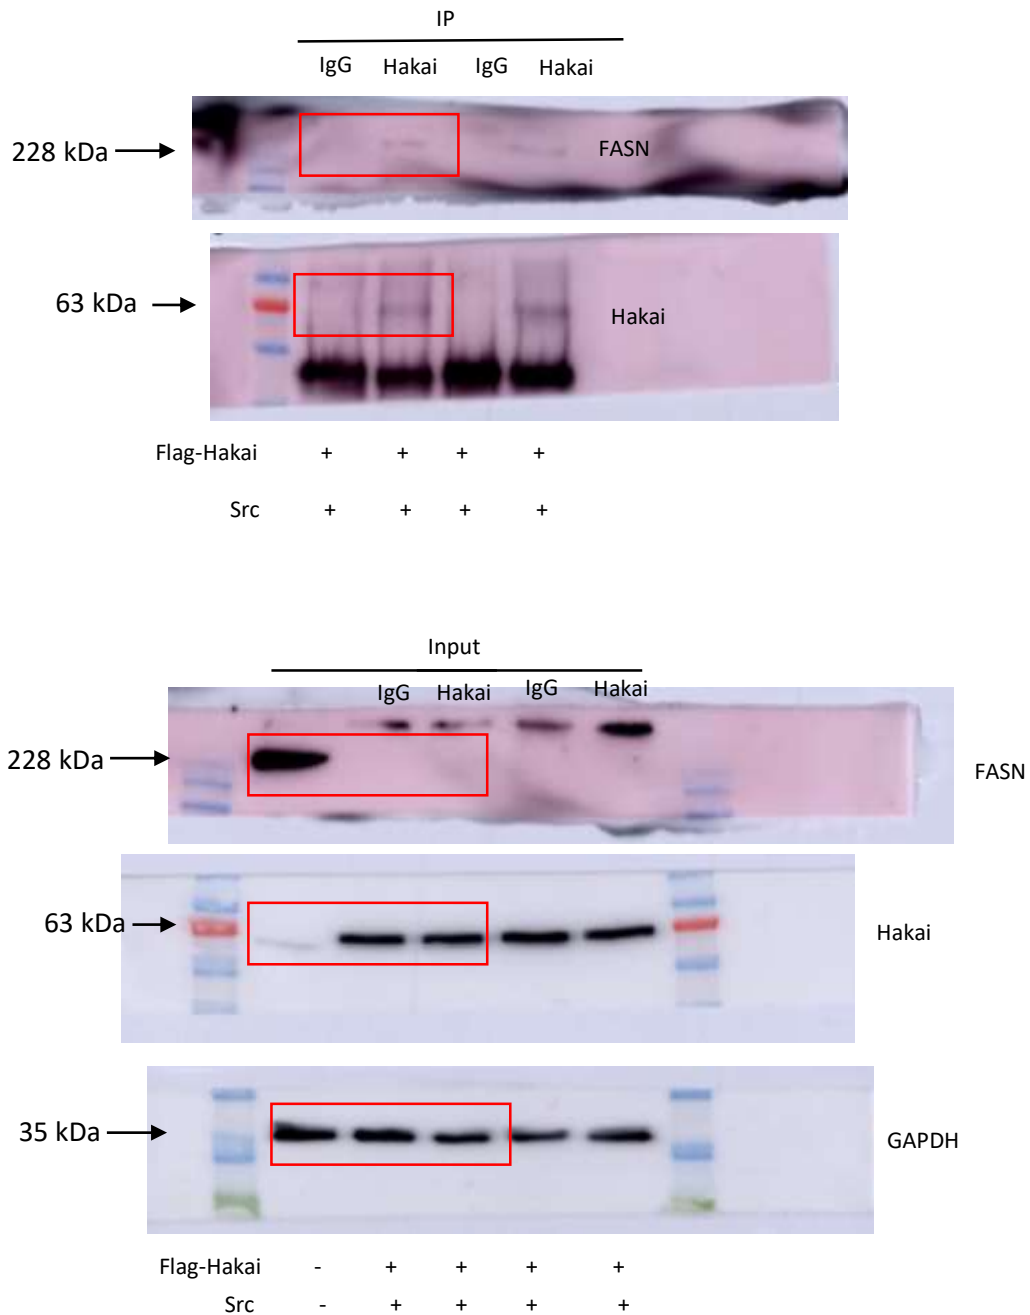 IP
IgG Hakai IgG Hakai
228 kDa FASN
63 kDa Hakai
Flag-Hakai + + + +
Src + + + +
Input
IgG Hakai IgG Hakai
228 kDa FASN
63 kDa Hakai
35 kDa GAPDH
Flag-Hakai - + + + +
Src - + + + +